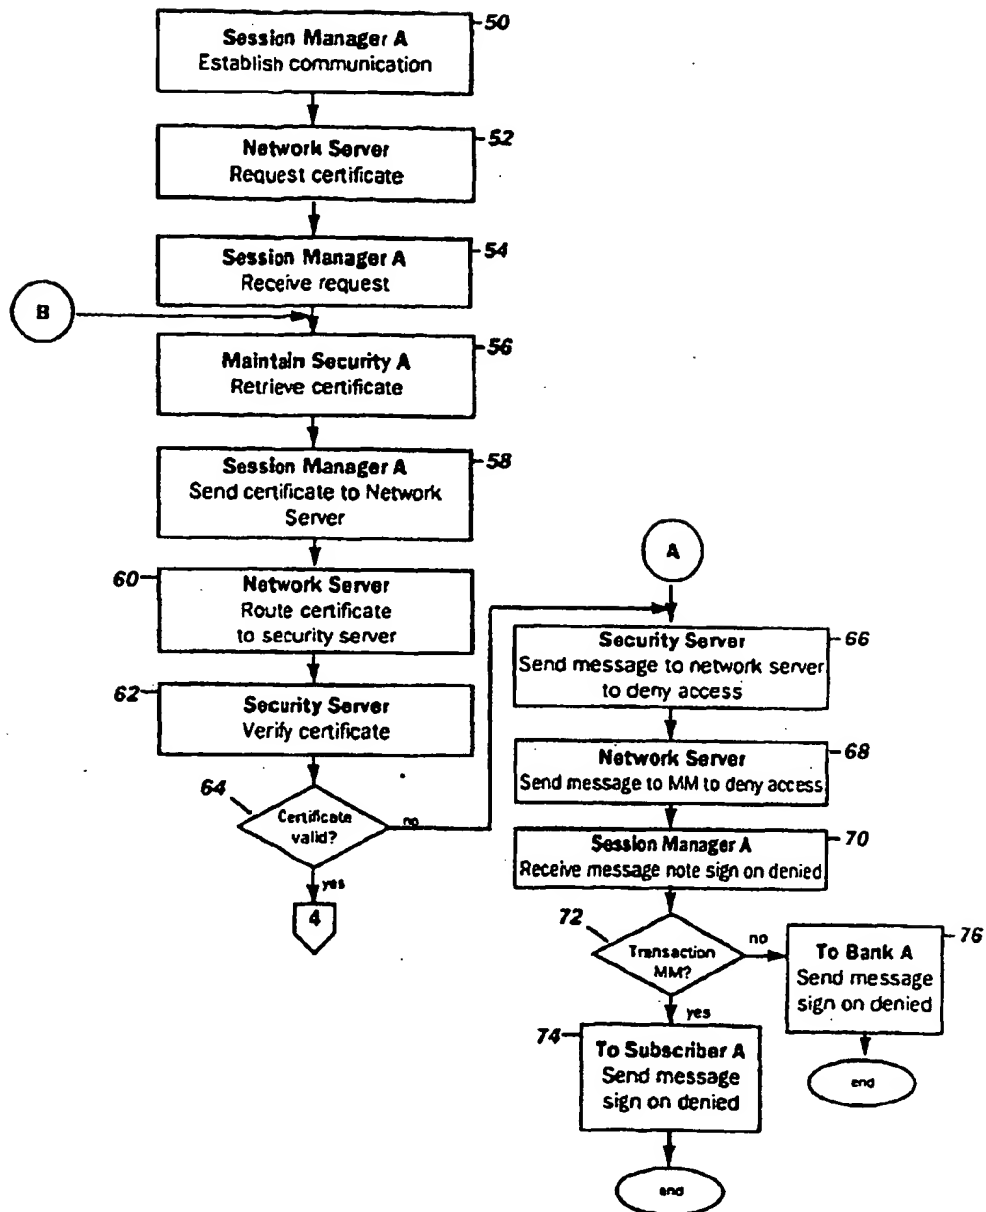 50
Session Manager A
Establish communication
52
Network Server
Request certificate
54
Session Manager A
Receive request
B
56
Maintain Security A
Retrieve certificate
58
Session Manager A
Send certificate to Network
Server
60
Network Server
Route certificate
to security server
62
Security Server
Verify certificate
64
Certificate
valid?
no
yes
4
A
66
Security Server
Send message to network server
to deny access
68
Network Server
Send message to MM to deny access
70
Session Manager A
Receive message note sign on denied
72
Transaction
MM?
no
yes
76
To Bank A
Send message
sign on denied
end
74
To Subscriber A
Send message
sign on denied
end